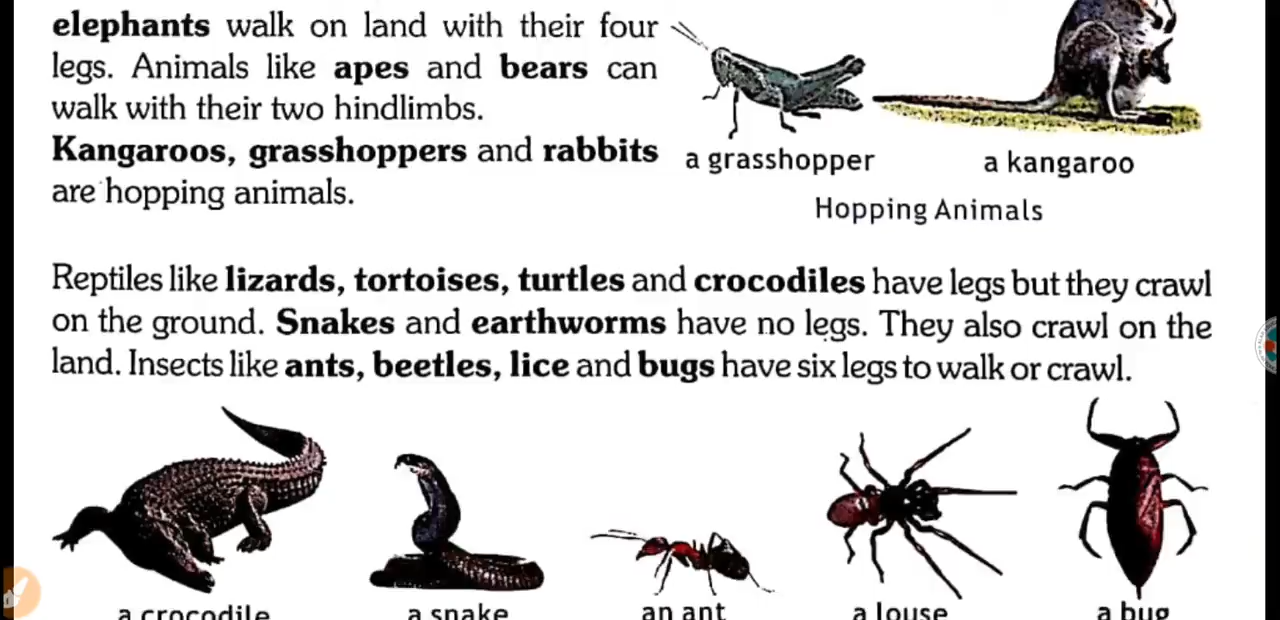 elephants walk on land with their four
legs. Animals like apes and bears can
walk with their two hindlimbs.
Kangaroos, grasshoppers and rabbits
are hopping animals.
a grasshopper
a kangaroo
Hopping Animals
Reptiles like lizards, tortoises, turtles and crocodiles have legs but they crawl
on the ground. Snakes and earthworms have no legs. They also crawl on the
land. Insects like ants, beetles, lice and bugs have six legs to walk or crawl.
a crocodile
a snake
an ant
a louse
a bug